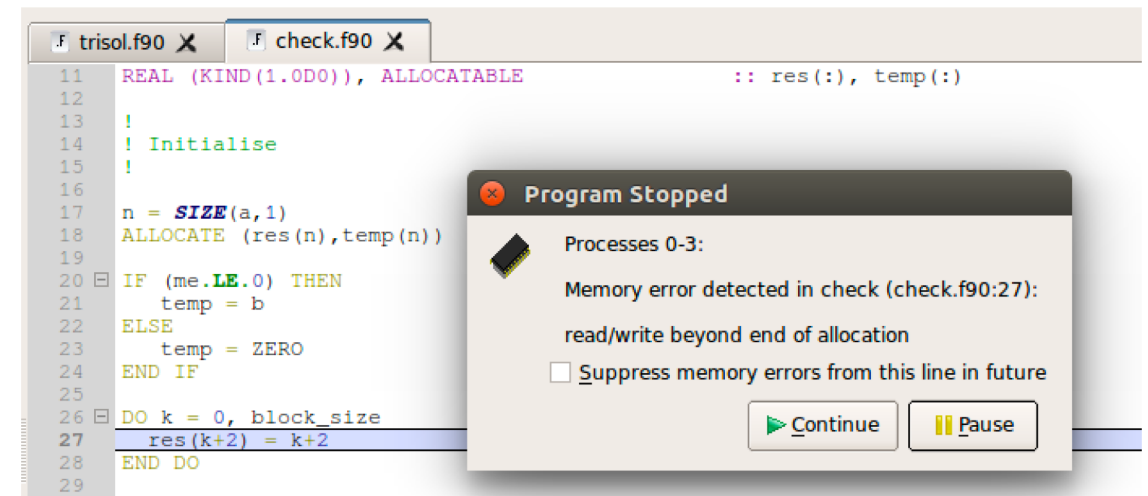 trisol.f90 check.f90
11 REAL (KIND(1.0D0)), ALLOCATABLE :: res(:), temp(:)
12
13 !
14 ! Initialise
15 !
16
17 n = SIZE(a,1)
18 ALLOCATE (res(n),temp(n))
19
20 IF (me.LE.0) THEN
21 temp = b
22 ELSE
23 temp = ZERO
24 END IF
25
26 DO k = 0, block_size
27 res(k+2) = k+2
28 END DO
29
Program Stopped
Processes 0-3:
Memory error detected in check (check.f90:27):
read/write beyond end of allocation
Suppress memory errors from this line in future
Continue Pause